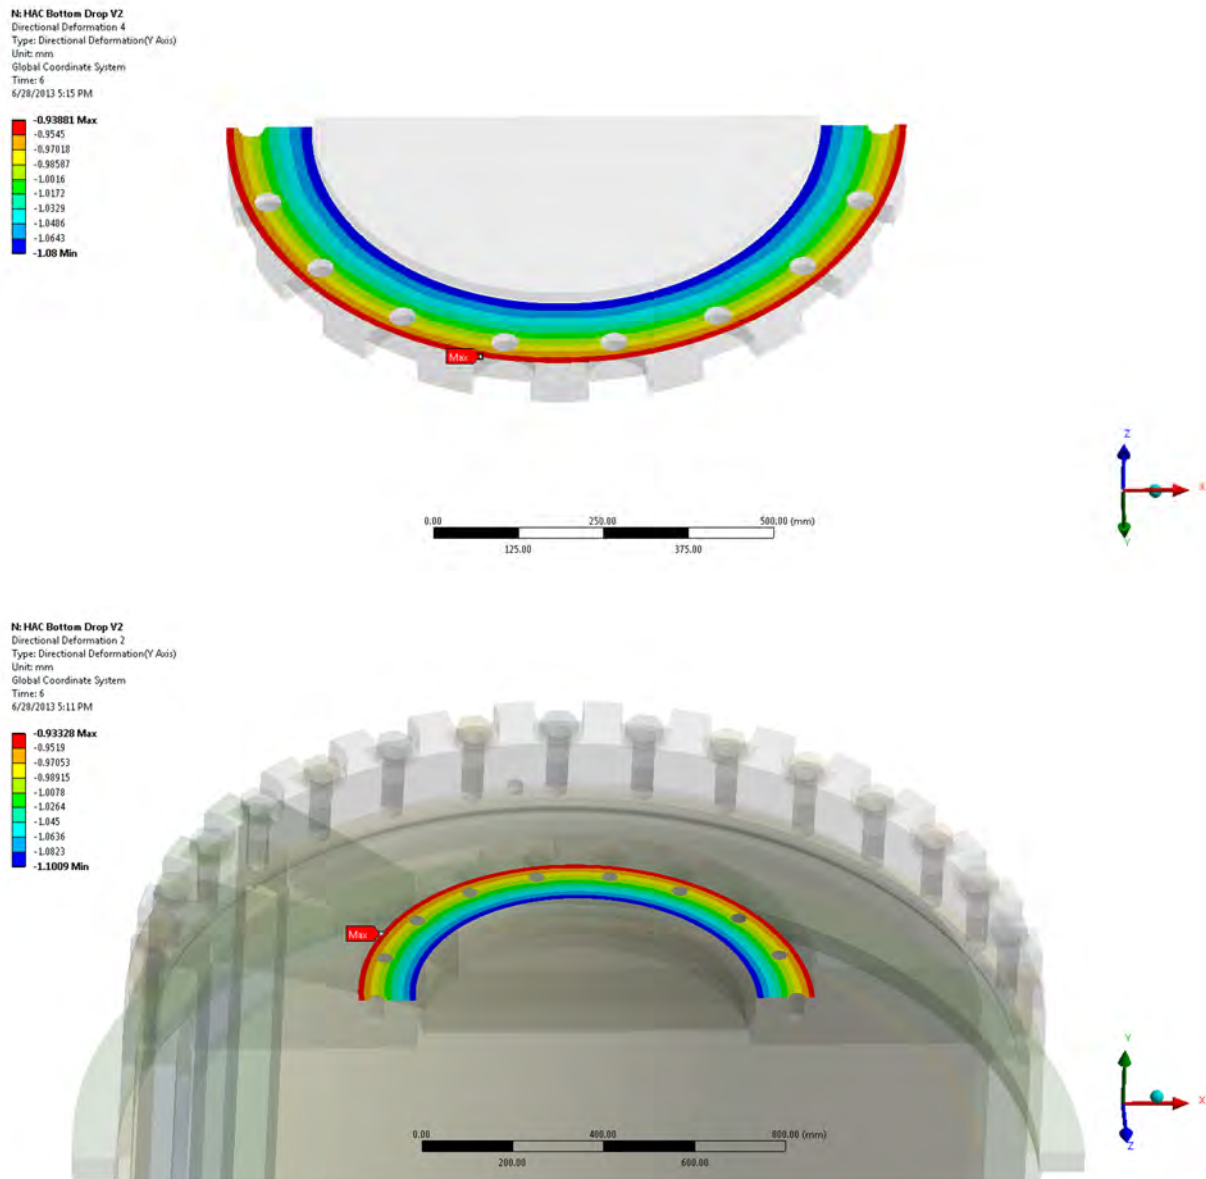 N: HAC Bottom Drop V2
Directional Deformation 4
Type: Directional Deformation(Y Axis)
Unit: mm
Global Coordinate System
Time: 6
6/28/2013 5:15 PM
-0.93881 Max
-0.9545
-0.97018
-0.98587
-1.0016
-1.0172
-1.0329
-1.0486
-1.0643
-1.08 Min
Max
Z
X
Y
0.00 250.00 500.00 (mm)
125.00 375.00
N: HAC Bottom Drop V2
Directional Deformation 2
Type: Directional Deformation(Y Axis)
Unit: mm
Global Coordinate System
Time: 6
6/28/2013 5:11 PM
-0.93328 Max
-0.9519
-0.97053
-0.98915
-1.0078
-1.0264
-1.045
-1.0636
-1.0823
-1.1009 Min
Max
Y
X
Z
0.00 400.00 800.00 (mm)
200.00 600.00